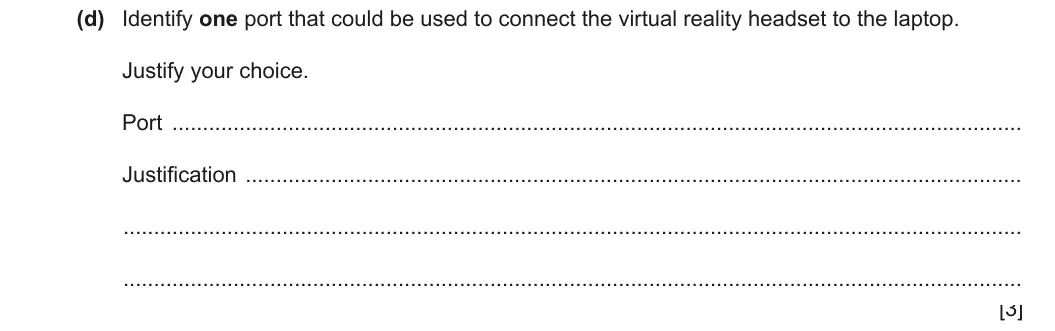 (d) Identify one port that could be used to connect the virtual reality headset to the laptop.
Justify your choice.
Port ..........................................................................................................................................
Justification ...............................................................................................................................
...................................................................................................................................................
...................................................................................................................................................
[3]